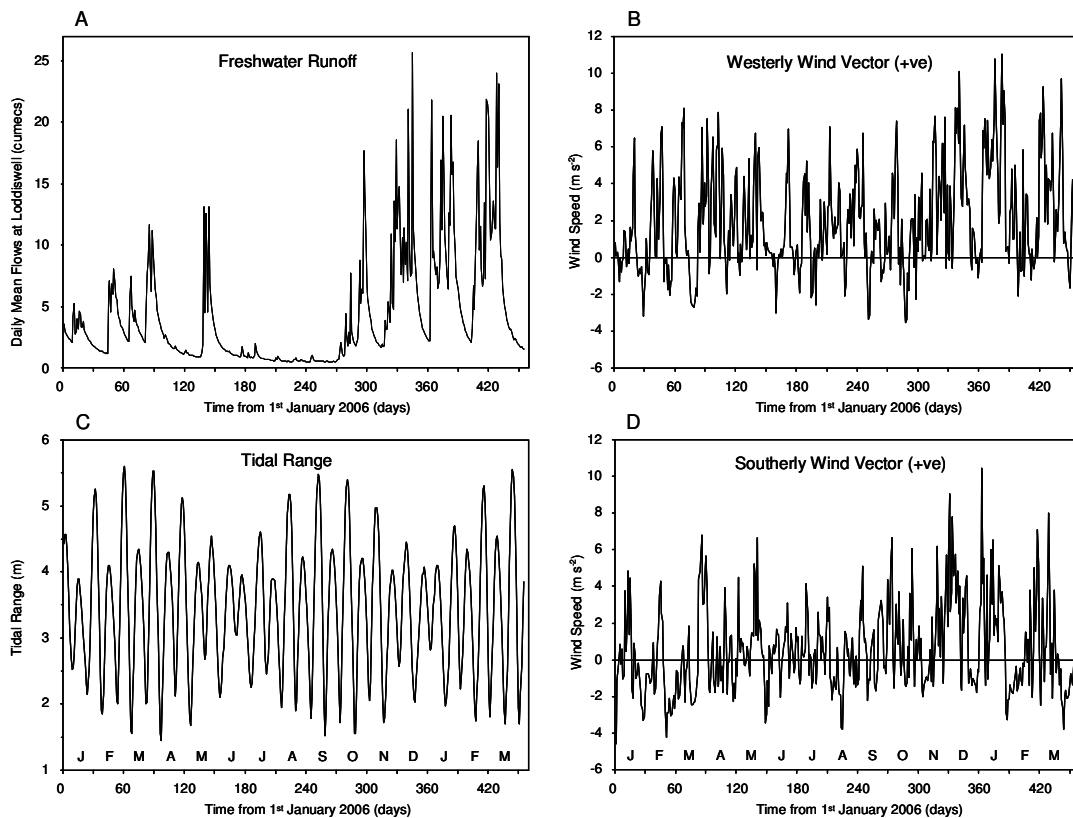 A
Freshwater Runoff
Daily Mean Flows at Loddiswell (cumecs)
25
20
15
10
5
0
0 60 120 180 240 300 360 420
Time from 1st January 2006 (days)
B
Westerly Wind Vector (+ve)
Wind Speed (m s-2)
12
10
8
6
4
2
0
-2
-4
-6
0 60 120 180 240 300 360 420
Time from 1st January 2006 (days)
C
Tidal Range
Tidal Range (m)
6
5
4
3
2
1
J F M A M J J A S O N D J F M
0 60 120 180 240 300 360 420
Time from 1st January 2006 (days)
D
Southerly Wind Vector (+ve)
Wind Speed (m s-2)
12
10
8
6
4
2
0
-2
-4
-6
J F M A M J J A S O N D J F M
0 60 120 180 240 300 360 420
Time from 1st January 2006 (days)